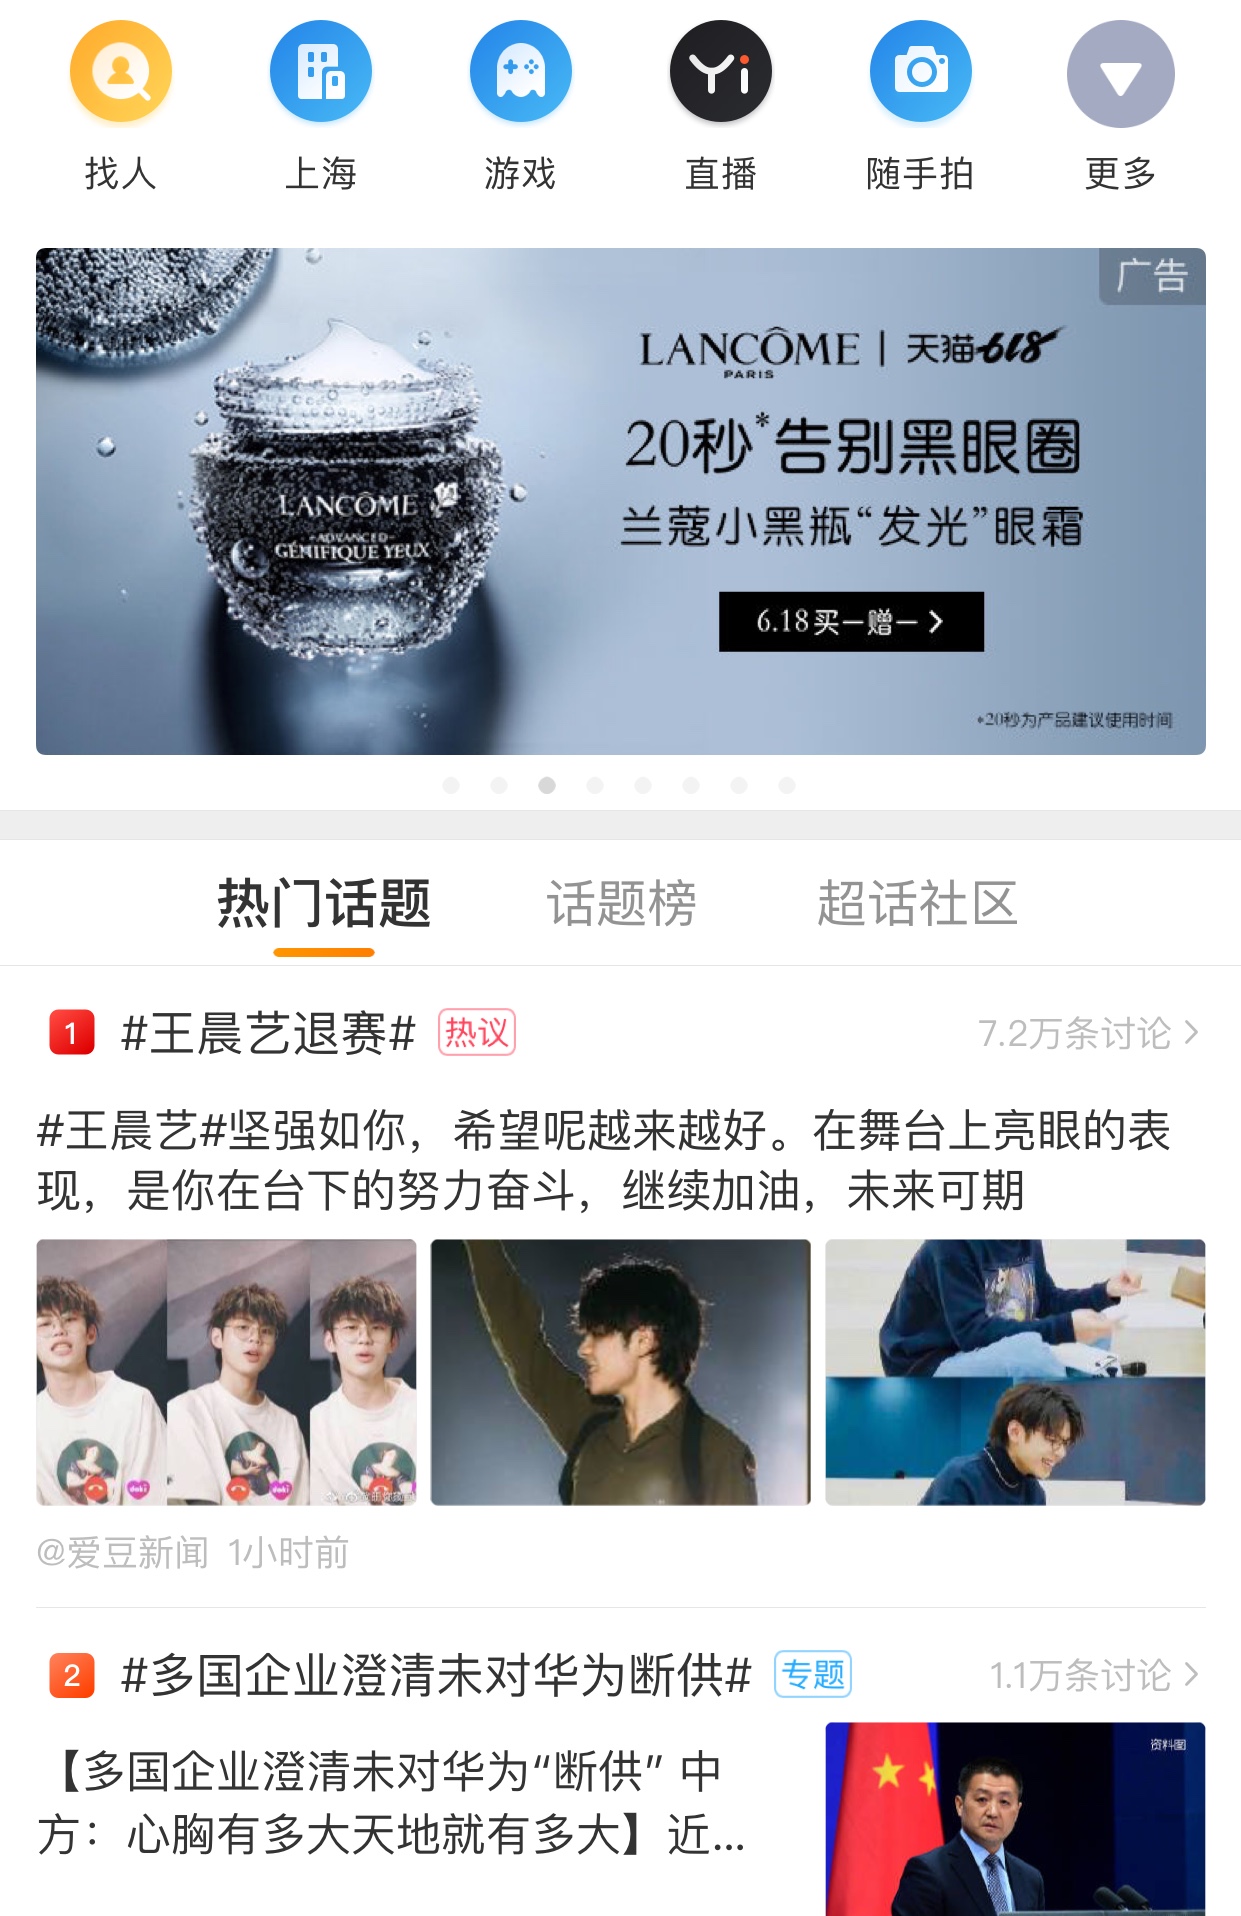 找人
上海
游戏
直播
随手拍
更多
广告
LANCÔME
PARIS
天猫618
20秒*告别黑眼圈
兰蔻小黑瓶“发光”眼霜
6.18买一赠一
*20秒为产品建议使用时间
LANCÔME
ADVANCED
GÉNIFIQUE YEUX
热门话题
话题榜
超话社区
1
#王晨艺退赛#
热议
7.2万条讨论
#王晨艺#坚强如你，希望呢越来越好。在舞台上亮眼的表
现，是你在台下的努力奋斗，继续加油，未来可期
doki
doki
@爱豆新闻 1小时前
2
#多国企业澄清未对华为断供#
专题
1.1万条讨论
【多国企业澄清未对华为“断供” 中
方：心胸有多大天地就有多大】近...
资料图